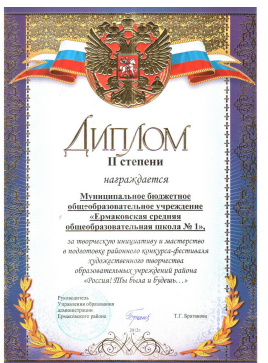 ДИПЛОМ
II степени
награждается
Муниципальное бюджетное
общеобразовательное учреждение
«Ермаковская средняя
общеобразовательная школа № 1»,
за творческую инициативу и мастерство
в подготовке районного конкурса-фестиваля
художественного творчества
образовательных учреждений района
«Россия! Ты была и будешь…»
Руководитель
Управления образования
администрации
Ермаковского района Т.Г. Братанова
2012г.